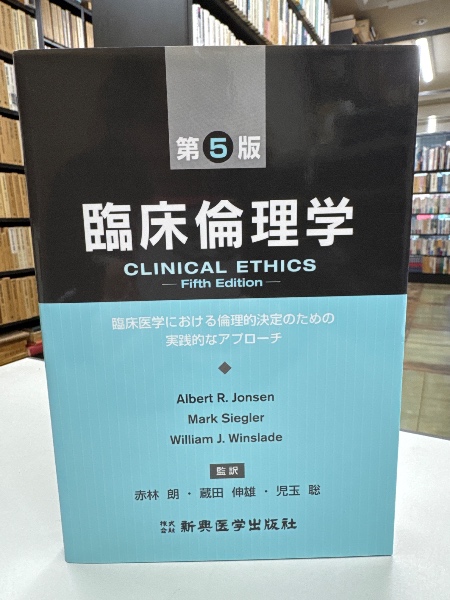 第5版
臨床倫理学
CLINICAL ETHICS
Fifth Edition
臨床医学における倫理的決定のための
実践的なアプローチ
Albert R. Jonsen
Mark Siegler
William J. Winslade
監訳
赤林 朗・蔵田 伸雄・児玉 聡
株式会社 新興医学出版社